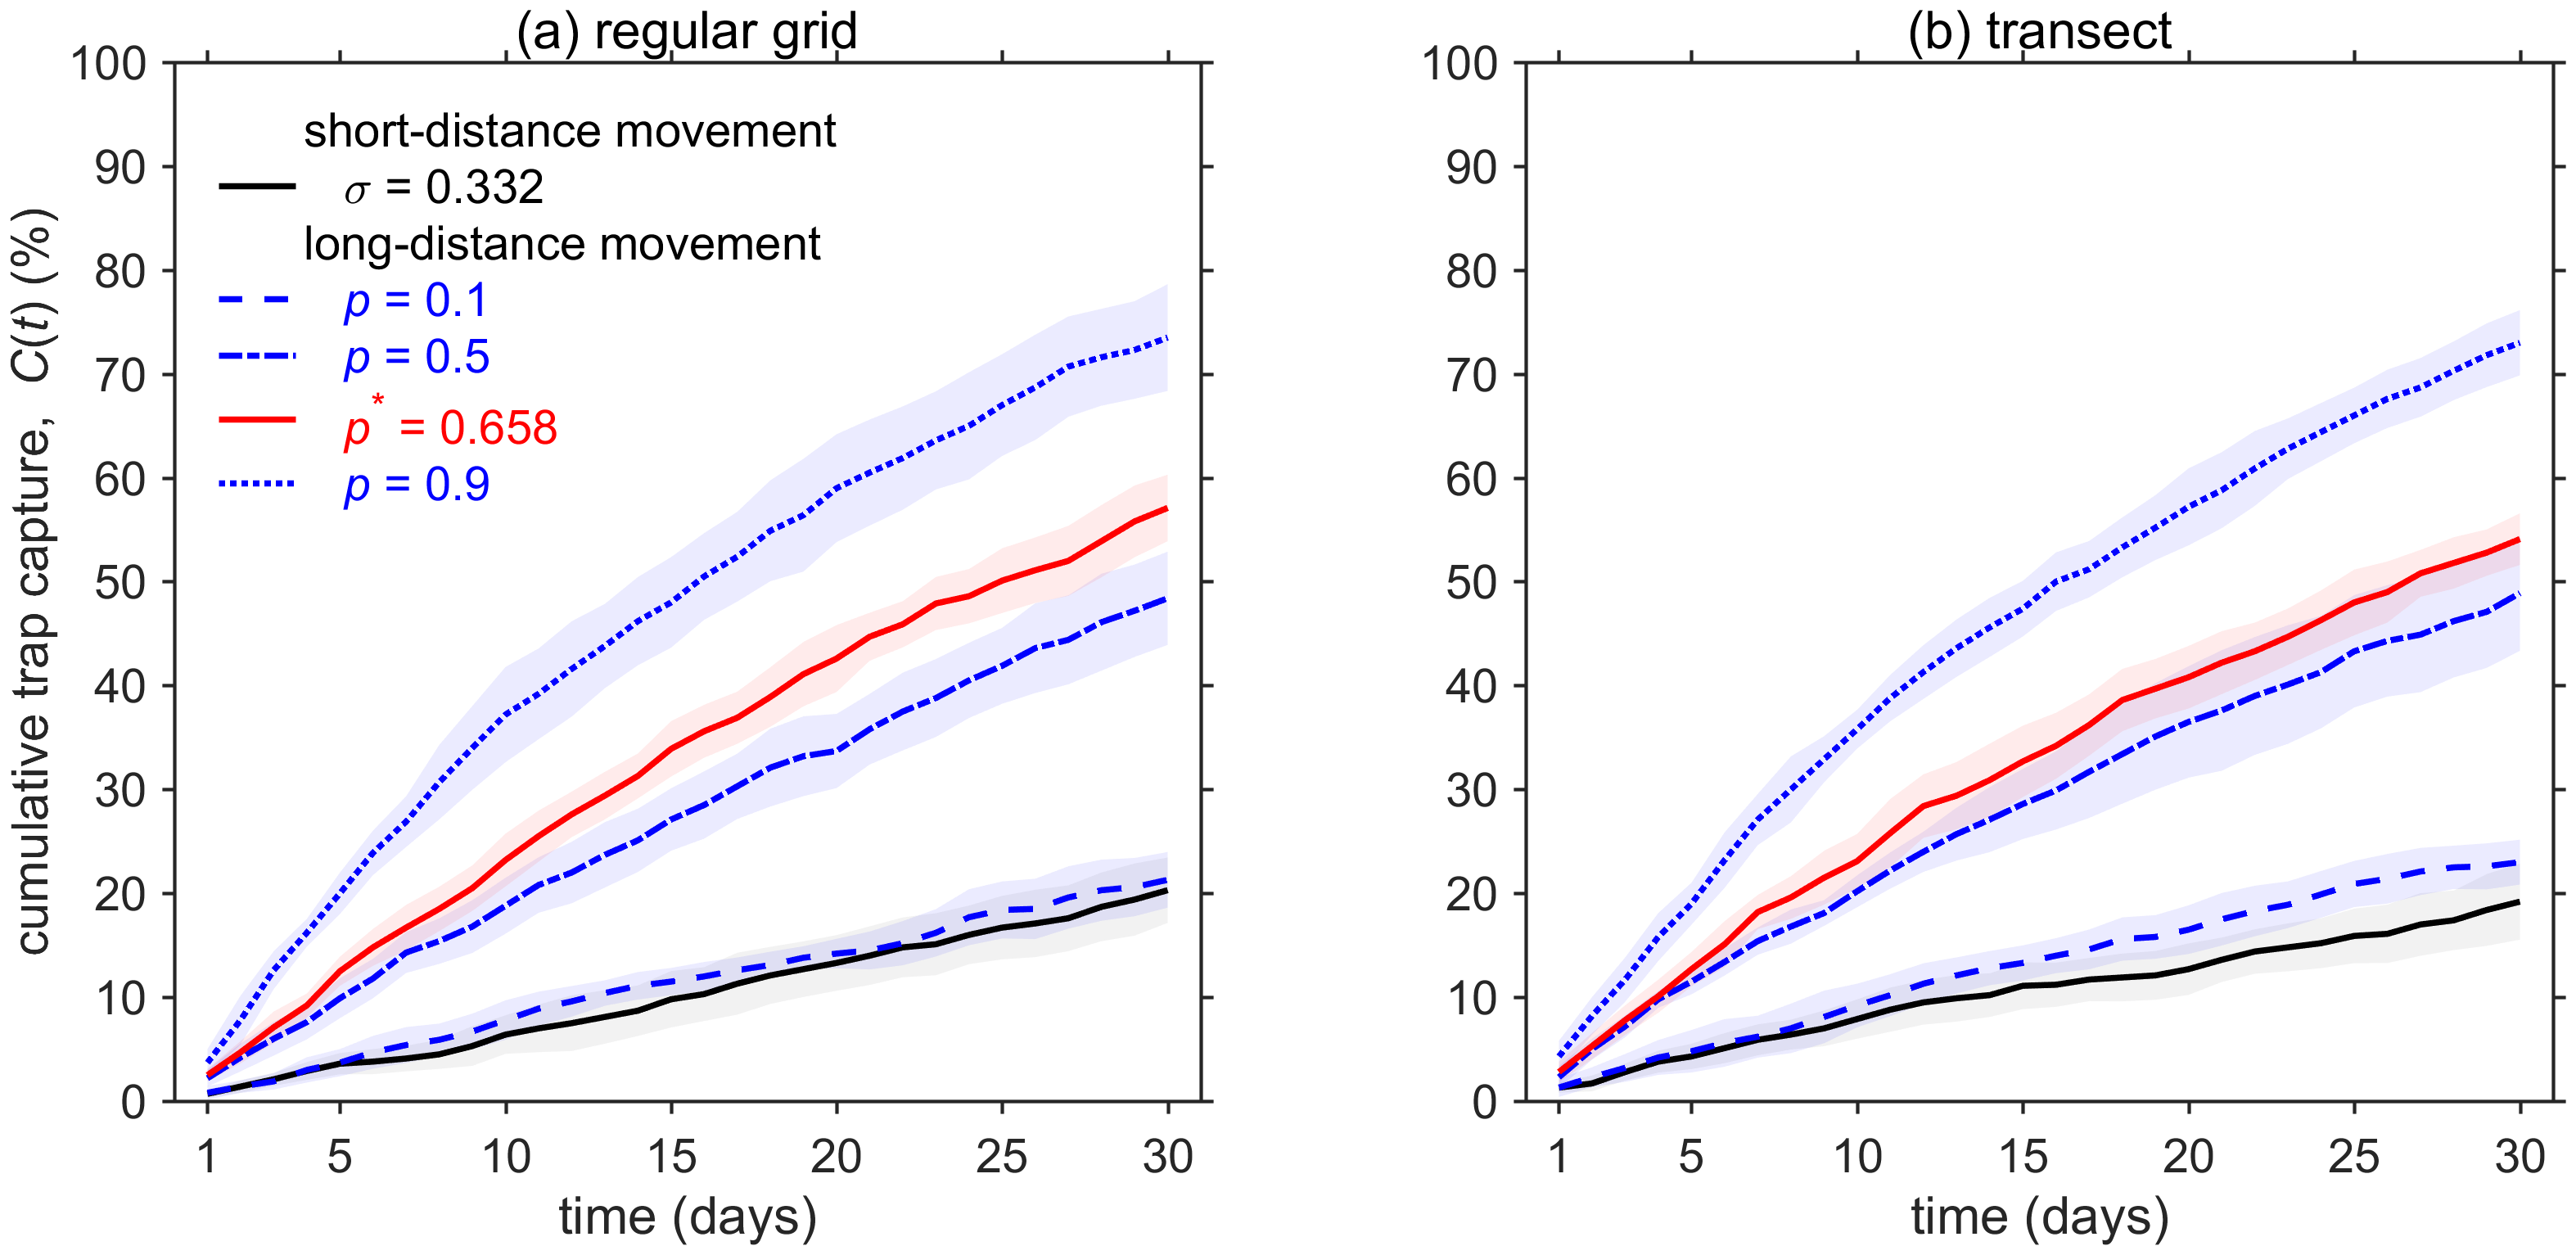 (a) regular grid
cumulative trap capture, C(t) (%)
100
90
80
70
60
50
40
30
20
10
0
short-distance movement
σ = 0.332
long-distance movement
p = 0.1
p = 0.5
p* = 0.658
p = 0.9
1 5 10 15 20 25 30
time (days)
(b) transect
100
90
80
70
60
50
40
30
20
10
0
1 5 10 15 20 25 30
time (days)